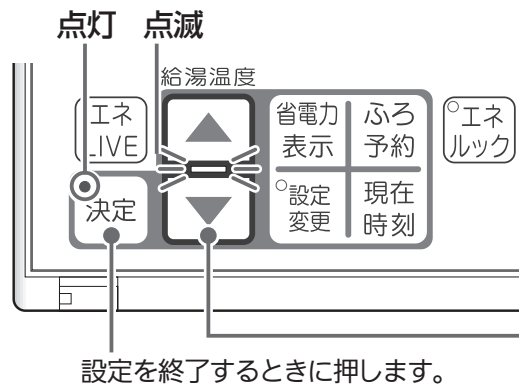 点灯 点滅
給湯温度
エネ
LIVE
決定
省電力
表示
ふろ
予約
設定
変更
現在
時刻
エネ
ルック
設定を終了するときに押します。